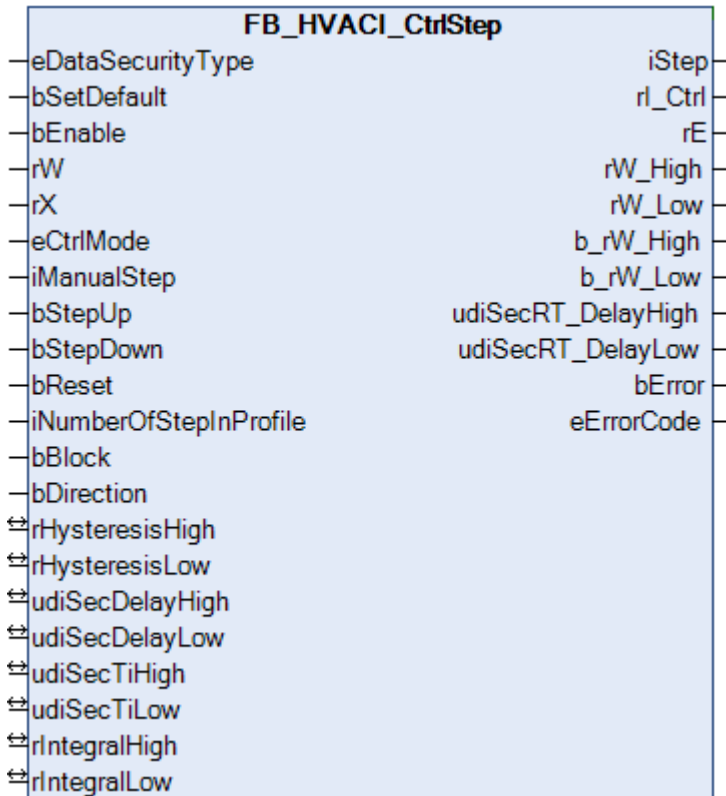 FB_HVACI_CtrlStep
eDataSecurityType iStep
bSetDefault rI_Ctrl
bEnable rE
rW rW_High
rX rW_Low
eCtrlMode b_rW_High
iManualStep b_rW_Low
bStepUp udiSecRT_DelayHigh
bStepDown udiSecRT_DelayLow
bReset bError
iNumberOfStepInProfile eErrorCode
bBlock
bDirection
rHysteresisHigh
rHysteresisLow
udiSecDelayHigh
udiSecDelayLow
udiSecTiHigh
udiSecTiLow
rIntegralHigh
rIntegralLow